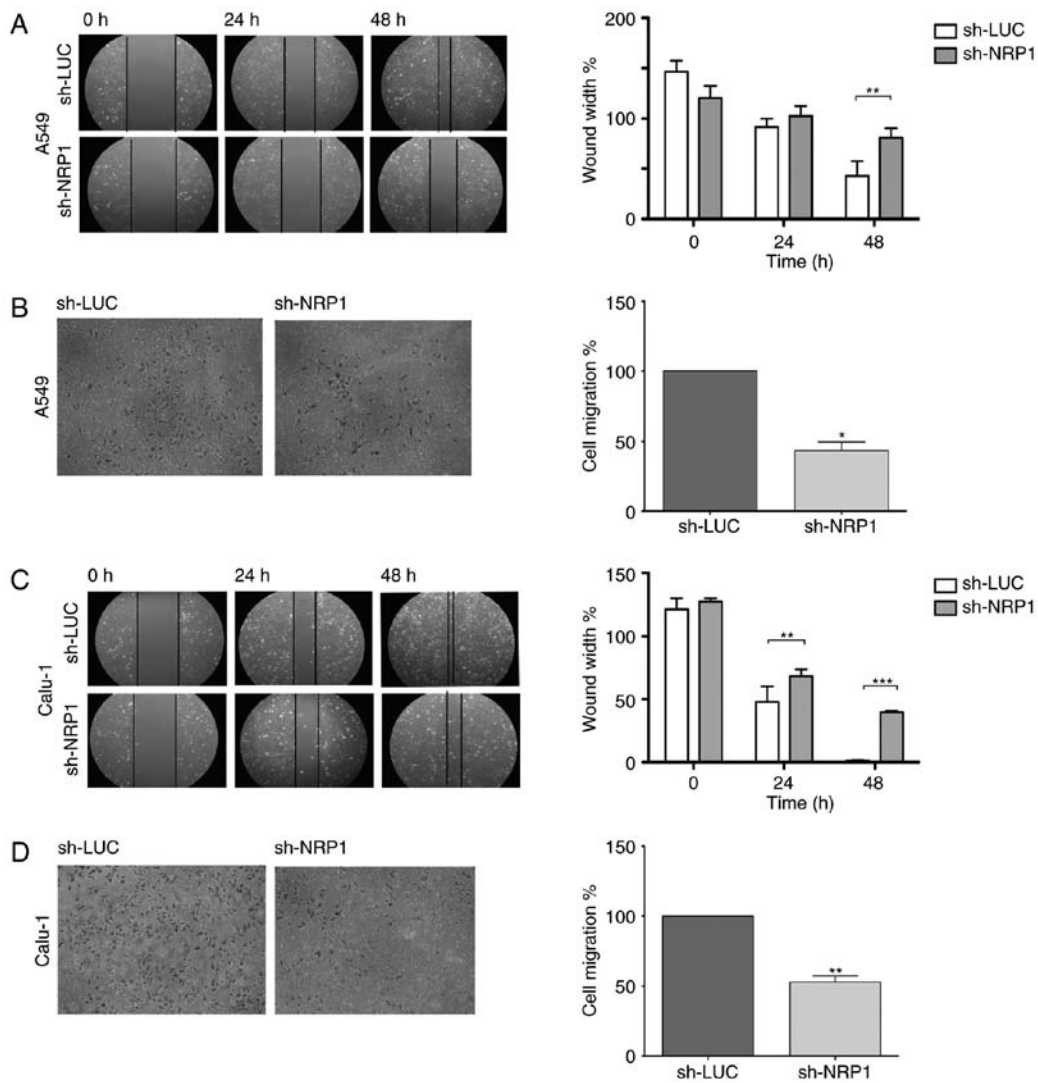 A
0 h
24 h
48 h
A549
sh-LUC
sh-NRP1
Wound width %
200
150
100
50
0
**
0
24
48
Time (h)
sh-LUC
sh-NRP1
B
sh-LUC
sh-NRP1
A549
Cell migration %
150
100
50
0
*
sh-LUC
sh-NRP1
C
0 h
24 h
48 h
Calu-1
sh-LUC
sh-NRP1
Wound width %
150
100
50
0
**
***
0
24
48
Time (h)
sh-LUC
sh-NRP1
D
sh-LUC
sh-NRP1
Calu-1
Cell migration %
150
100
50
0
**
sh-LUC
sh-NRP1